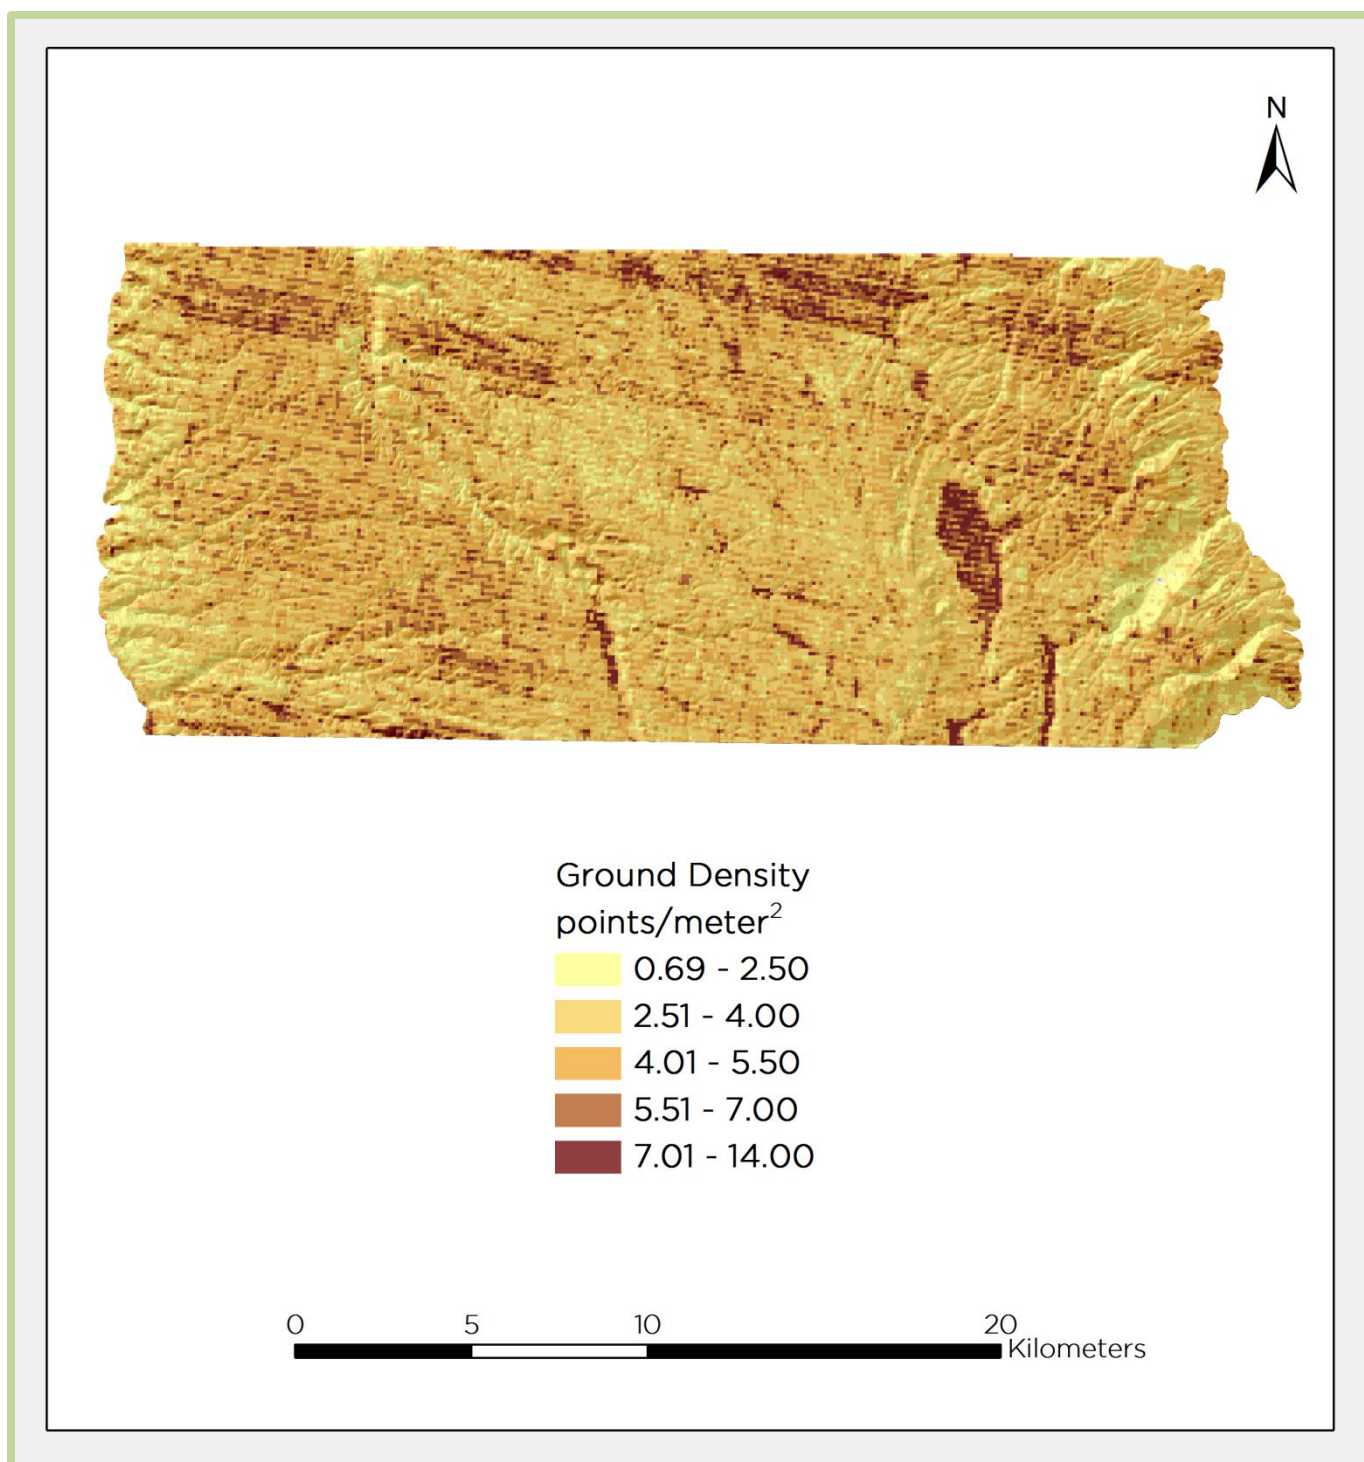 N
Ground Density
points/meter²
0.69 - 2.50
2.51 - 4.00
4.01 - 5.50
5.51 - 7.00
7.01 - 14.00
0 5 10 20
Kilometers